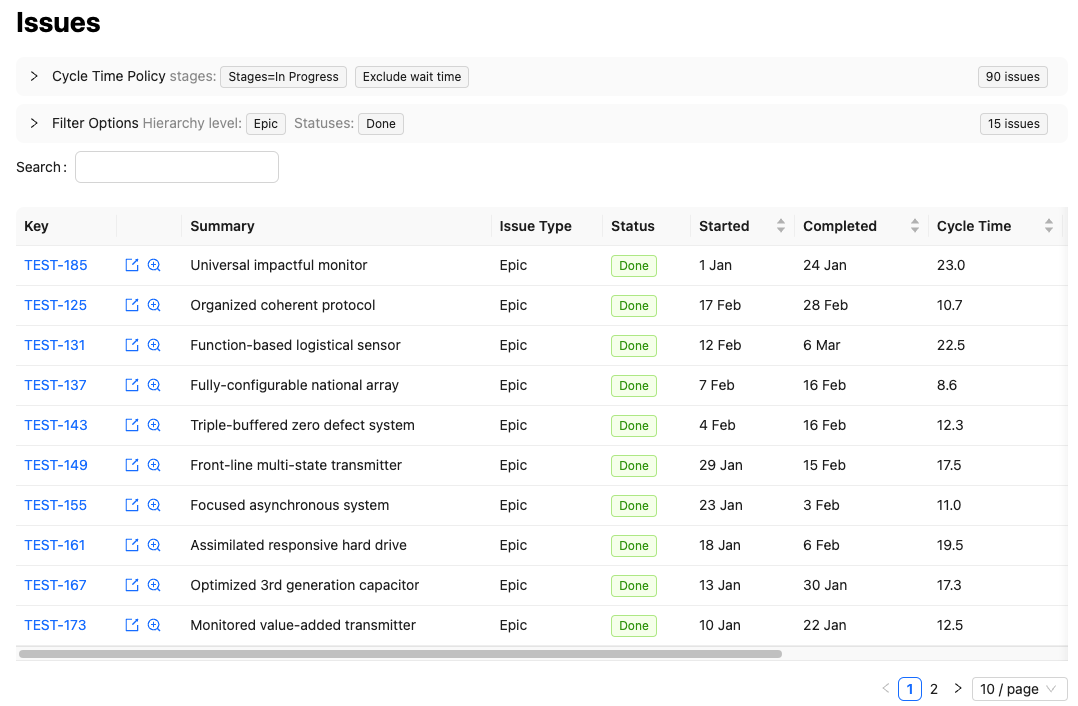 Issues
Cycle Time Policy stages: Stages=In Progress Exclude wait time 90 issues
Filter Options Hierarchy level: Epic Statuses: Done 15 issues
Search :
Key Summary Issue Type Status Started Completed Cycle Time
TEST-185 Universal impactful monitor Epic Done 1 Jan 24 Jan 23.0
TEST-125 Organized coherent protocol Epic Done 17 Feb 28 Feb 10.7
TEST-131 Function-based logistical sensor Epic Done 12 Feb 6 Mar 22.5
TEST-137 Fully-configurable national array Epic Done 7 Feb 16 Feb 8.6
TEST-143 Triple-buffered zero defect system Epic Done 4 Feb 16 Feb 12.3
TEST-149 Front-line multi-state transmitter Epic Done 29 Jan 15 Feb 17.5
TEST-155 Focused asynchronous system Epic Done 23 Jan 3 Feb 11.0
TEST-161 Assimilated responsive hard drive Epic Done 18 Jan 6 Feb 19.5
TEST-167 Optimized 3rd generation capacitor Epic Done 13 Jan 30 Jan 17.3
TEST-173 Monitored value-added transmitter Epic Done 10 Jan 22 Jan 12.5
1 2 10 / page